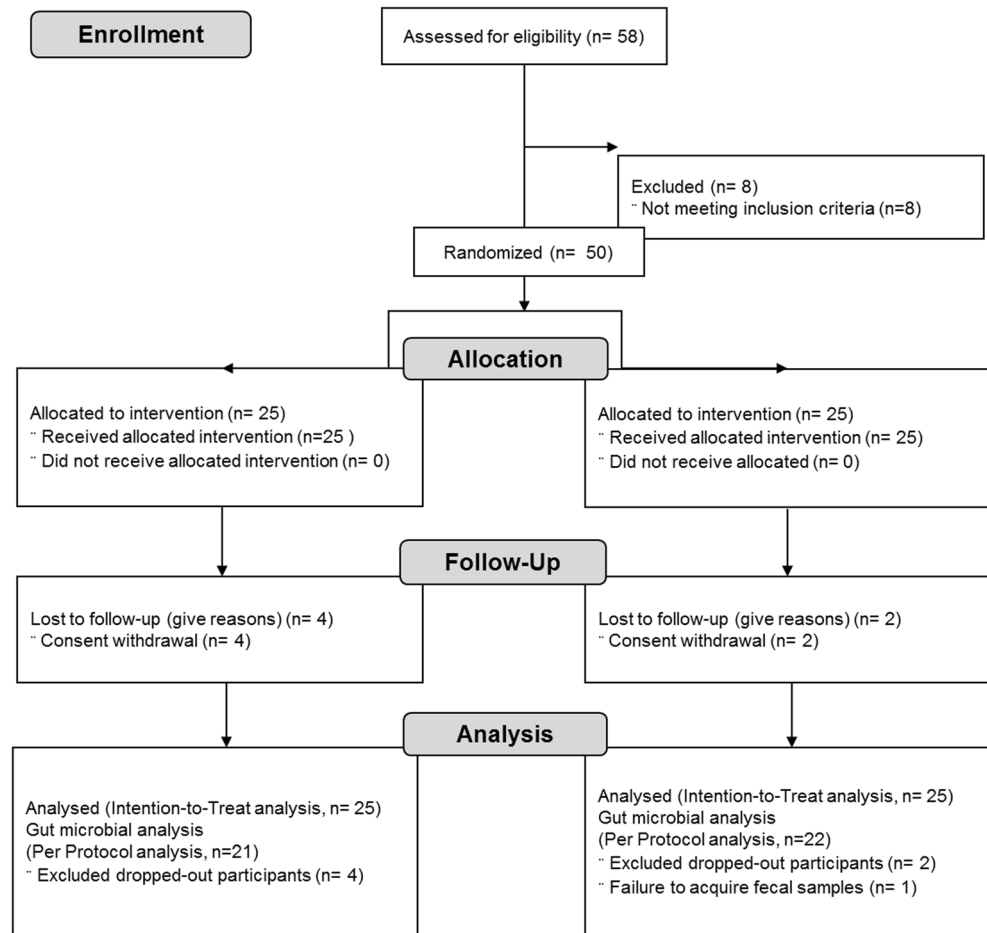 Enrollment
Assessed for eligibility (n= 58)
Excluded (n= 8)
¨ Not meeting inclusion criteria (n=8)
Randomized (n= 50)
Allocation
Allocated to intervention (n= 25)
¨ Received allocated intervention (n=25 )
¨ Did not receive allocated intervention (n= 0)
Allocated to intervention (n= 25)
¨ Received allocated intervention (n= 25)
¨ Did not receive allocated (n= 0)
Follow-Up
Lost to follow-up (give reasons) (n= 4)
¨ Consent withdrawal (n= 4)
Lost to follow-up (give reasons) (n= 2)
¨ Consent withdrawal (n= 2)
Analysis
Analysed (Intention-to-Treat analysis, n= 25)
Gut microbial analysis
(Per Protocol analysis, n=21)
¨ Excluded dropped-out participants (n= 4)
Analysed (Intention-to-Treat analysis, n= 25)
Gut microbial analysis
(Per Protocol analysis, n=22)
¨ Excluded dropped-out participants (n= 2)
¨ Failure to acquire fecal samples (n= 1)